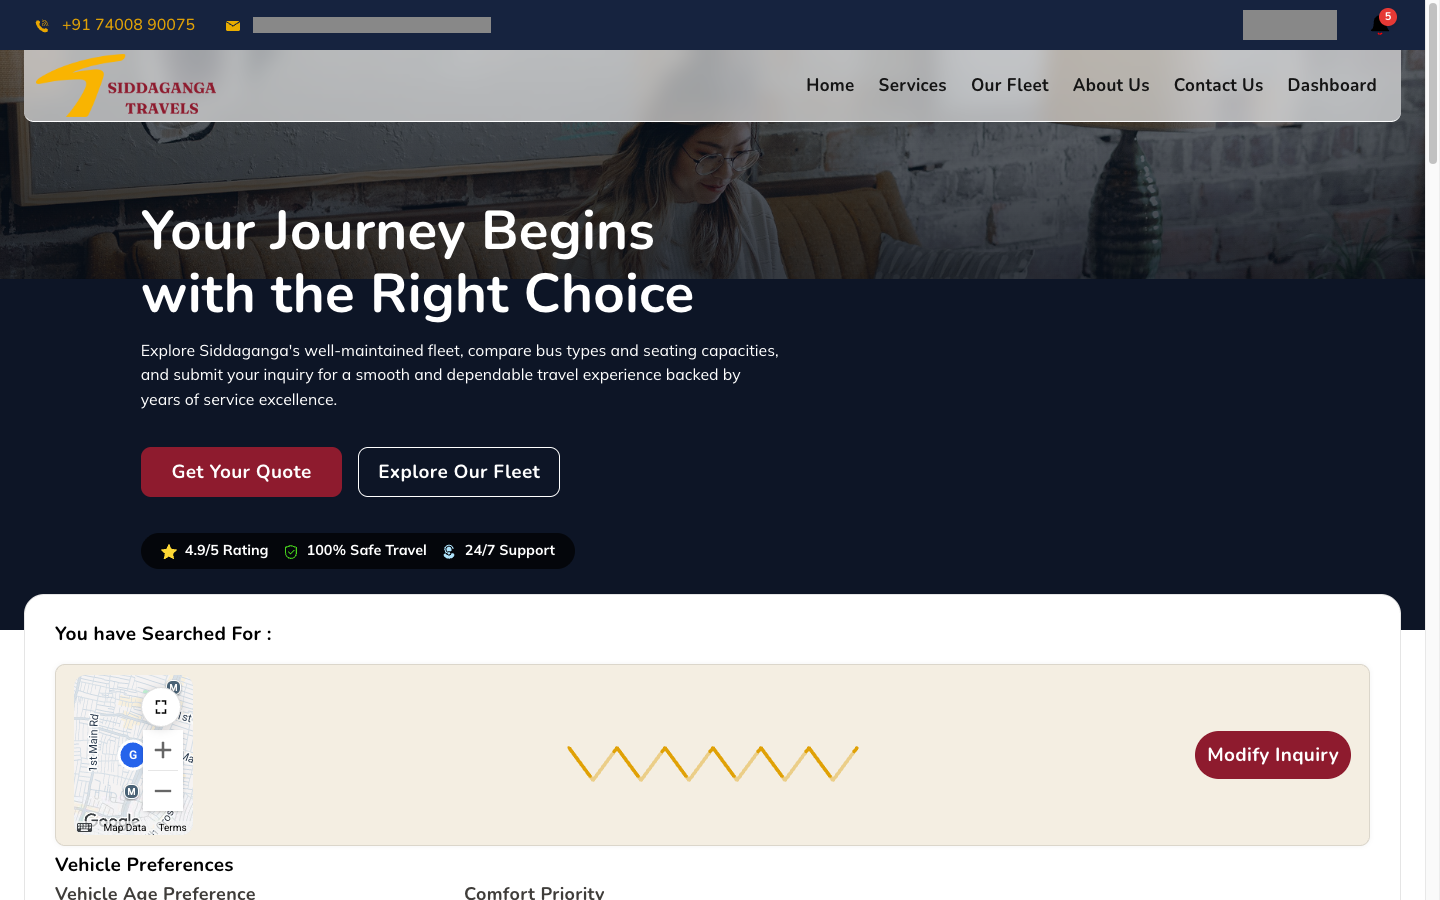 +91 74008 90075
5
SIDDAGANGA
TRAVELS
Home Services Our Fleet About Us Contact Us Dashboard
Your Journey Begins
with the Right Choice
Explore Siddaganga's well-maintained fleet, compare bus types and seating capacities,
and submit your inquiry for a smooth and dependable travel experience backed by
years of service excellence.
Get Your Quote Explore Our Fleet
4.9/5 Rating 100% Safe Travel 24/7 Support
You have Searched For :
M
1st
1st Main Rd
G
Ma
M
Google
Map Data Terms
Modify Inquiry
Vehicle Preferences
Vehicle Age Preference Comfort Priority